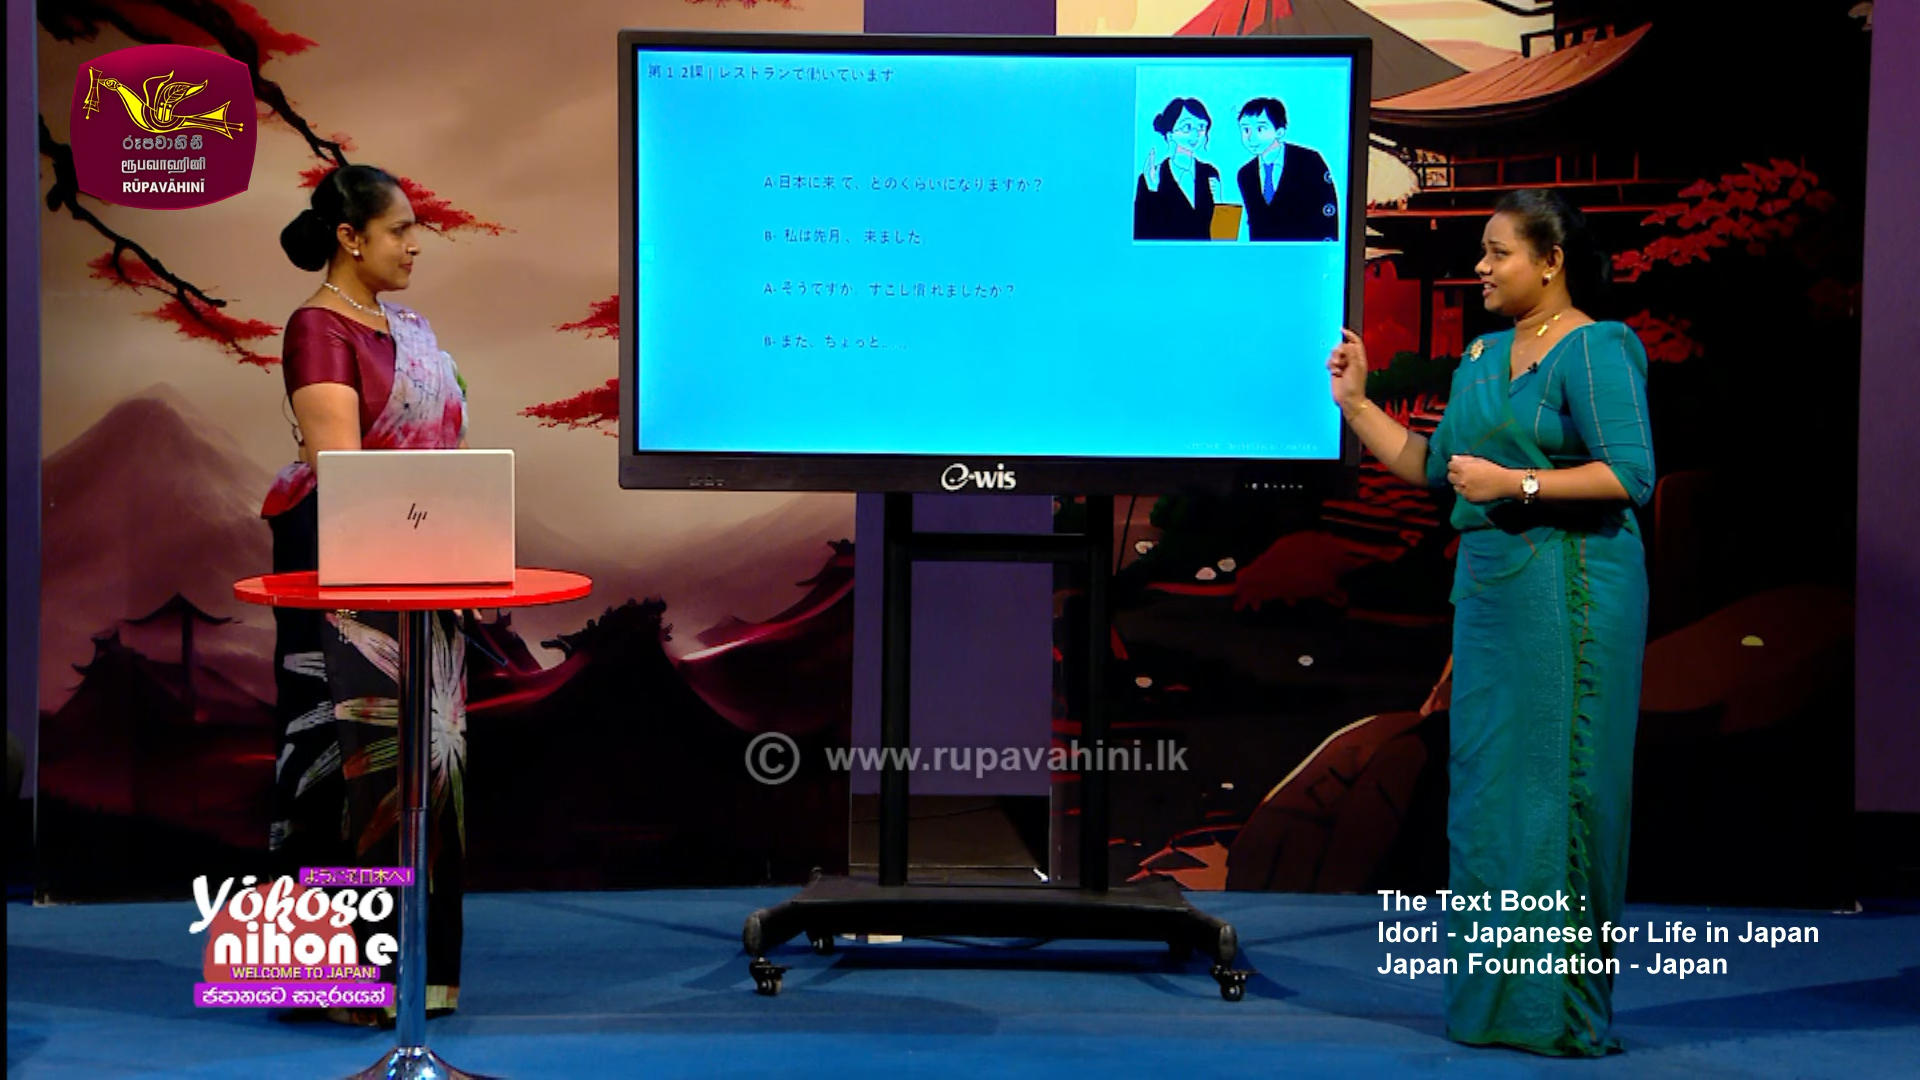 රූපවාහිනී
ரூபவாஹினி
RŪPAVĀHINĪ
第12課 | レストランで働いています
A-日本に来て、どのくらいになりますか？
B- 私は先月、来ました。
A- そうですか。すこし慣れましたか？
B- まだ、ちょっと....。
e-wis
hp
© www.rupavahini.lk
ようこそ日本へ!
yōkoso
nihon e
WELCOME TO JAPAN!
ජපානයට සාදරයෙන්
The Text Book :
Idori - Japanese for Life in Japan
Japan Foundation - Japan